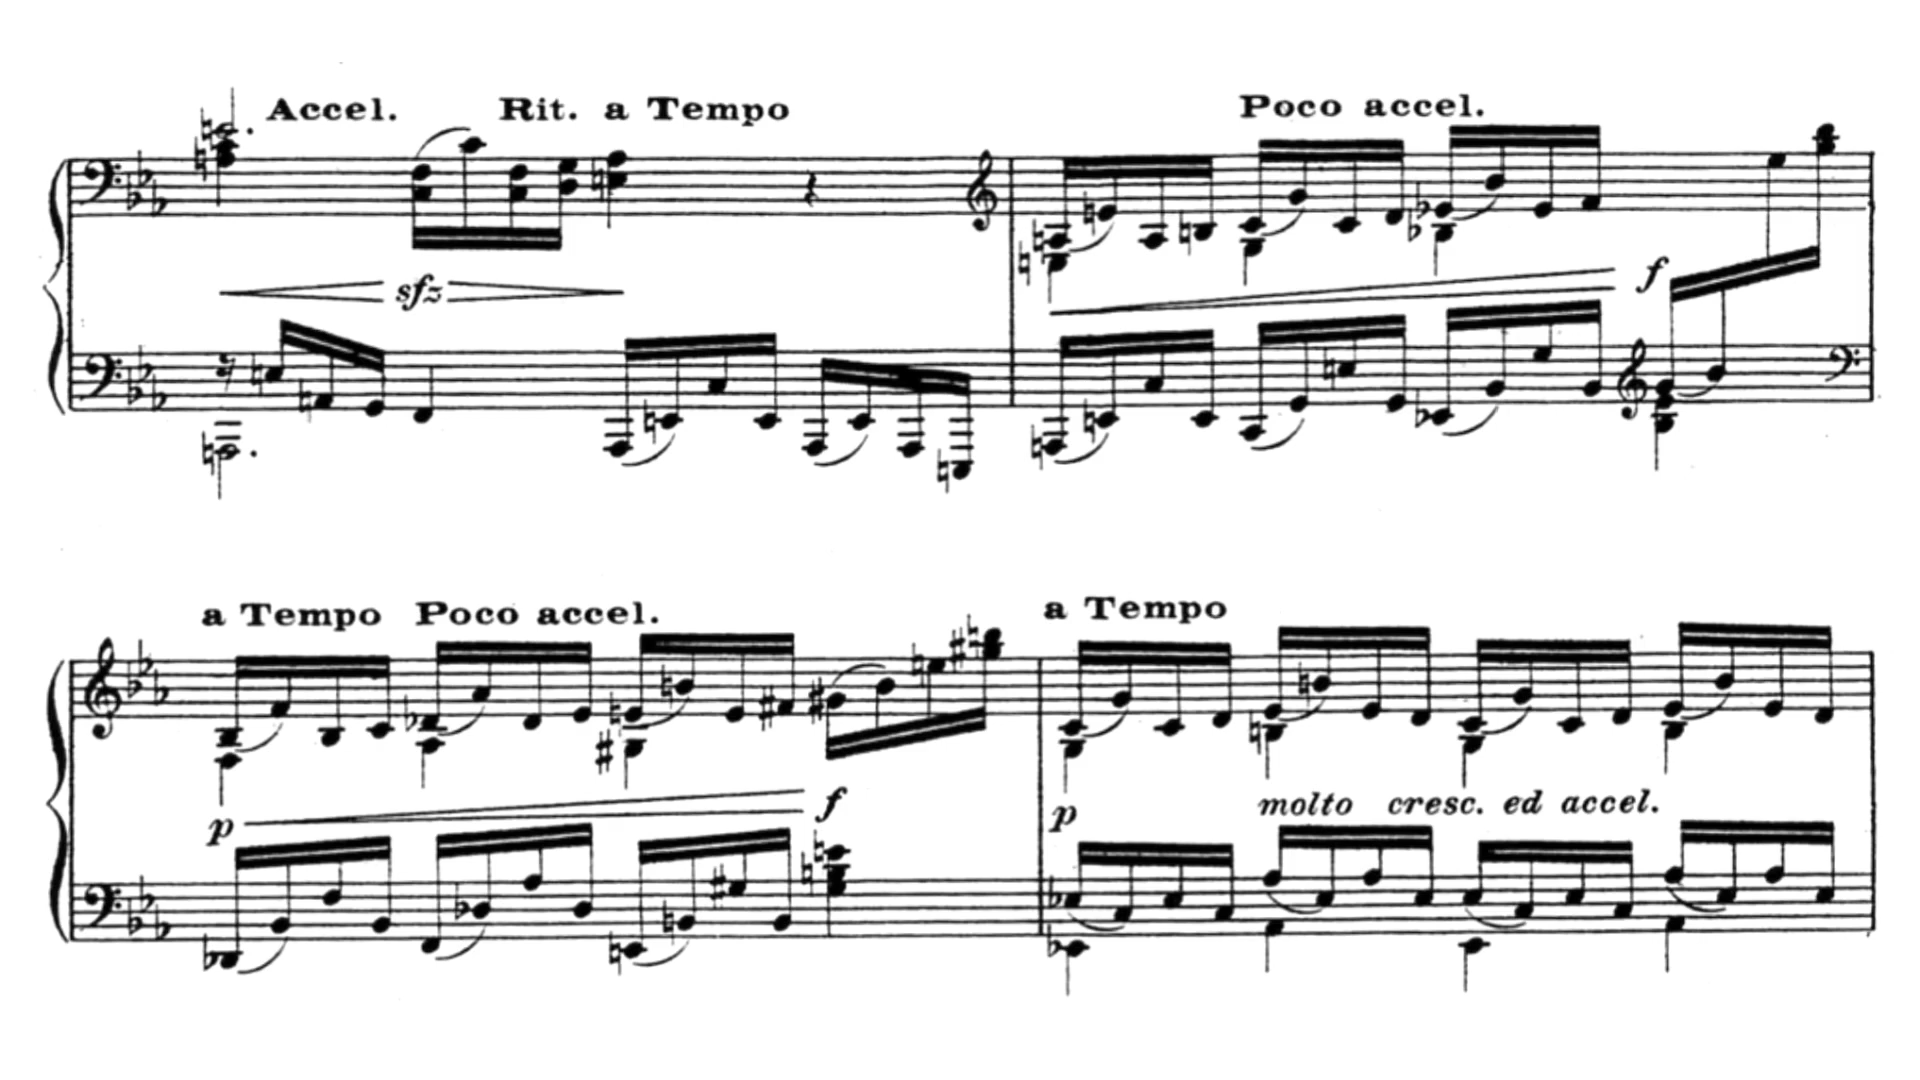 Accel. Rit. a Tempo Poco accel.
sfz f
a Tempo Poco accel. a Tempo
p f p molto cresc. ed accel.